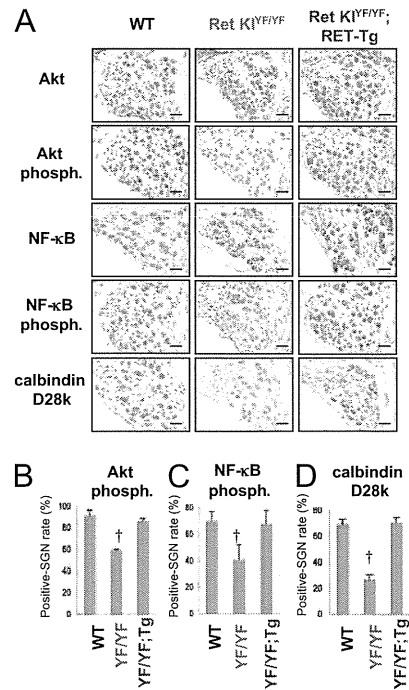 A
WT
Ret KI^YF/YF
Ret KI^YF/YF;
RET-Tg
Akt
Akt
phosph.
NF-κB
NF-κB
phosph.
calbindin
D28k
B
Akt
phosph.
Positive-SGN rate (%)
100
80
60
40
20
0
†
WT
YF/YF
YF/YF;Tg
C
NF-κB
phosph.
Positive-SGN rate (%)
80
60
40
20
0
†
WT
YF/YF
YF/YF;Tg
D
calbindin
D28k
Positive-SGN rate (%)
80
60
40
20
0
†
WT
YF/YF
YF/YF;Tg